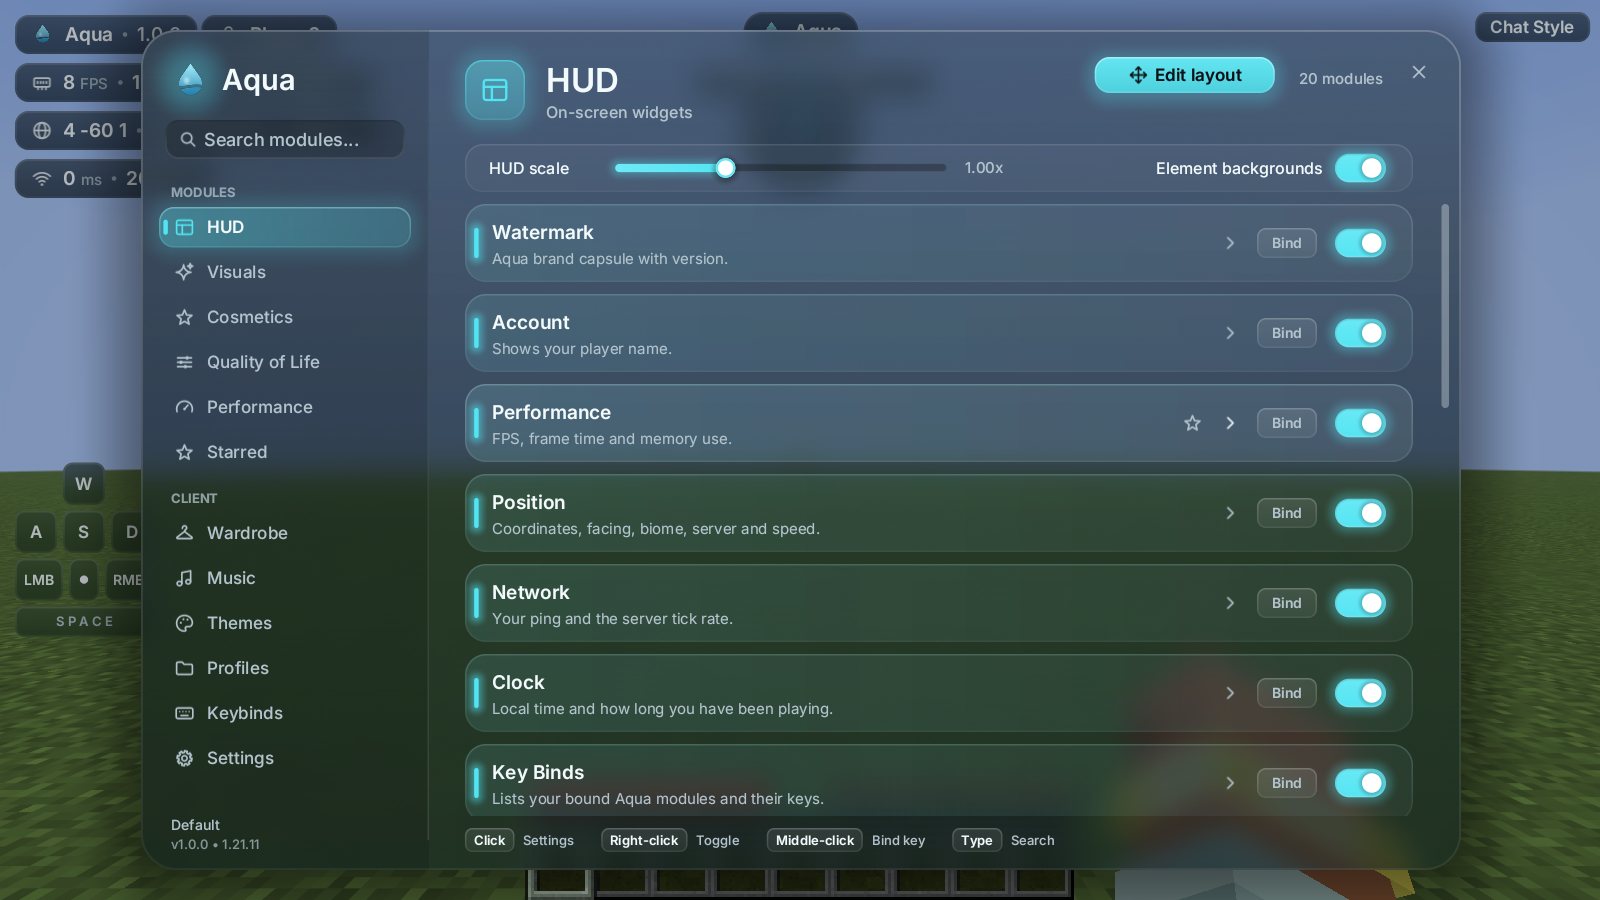 Aqua • 1.0
Aqua
Chat Style
8 FPS • 1
4 -60 1
0 ms • 20
W
A S D
LMB RMB
SPACE
Aqua
Search modules...
MODULES
HUD
Visuals
Cosmetics
Quality of Life
Performance
Starred
CLIENT
Wardrobe
Music
Themes
Profiles
Keybinds
Settings
Default
v1.0.0 • 1.21.11
HUD
On-screen widgets
Edit layout
20 modules
HUD scale 1.00x Element backgrounds
Watermark
Aqua brand capsule with version.
Bind
Account
Shows your player name.
Bind
Performance
FPS, frame time and memory use.
Bind
Position
Coordinates, facing, biome, server and speed.
Bind
Network
Your ping and the server tick rate.
Bind
Clock
Local time and how long you have been playing.
Bind
Key Binds
Lists your bound Aqua modules and their keys.
Bind
Click Settings Right-click Toggle Middle-click Bind key Type Search